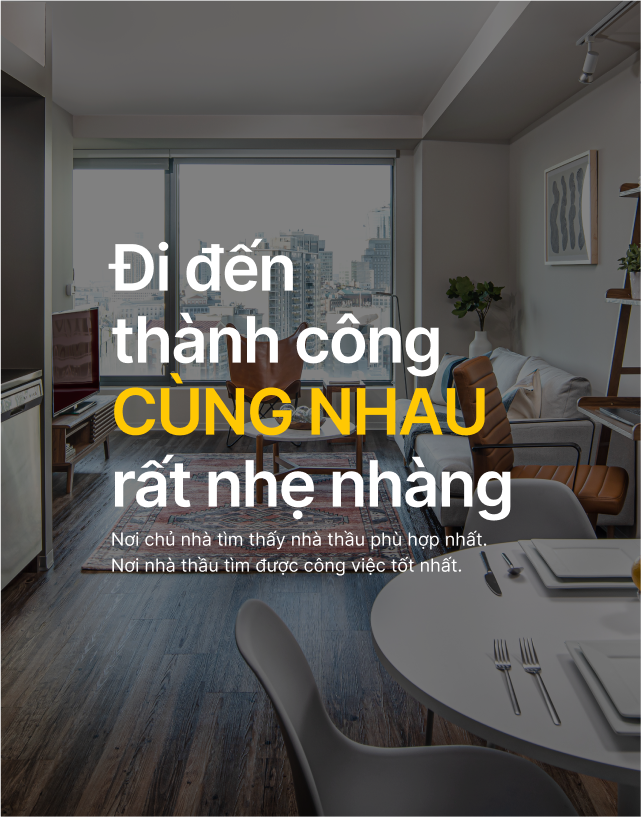 Đi đến
thành công
CÙNG NHAU
rất nhẹ nhàng
Nơi chủ nhà tìm thấy nhà thầu phù hợp nhất.
Nơi nhà thầu tìm được công việc tốt nhất.